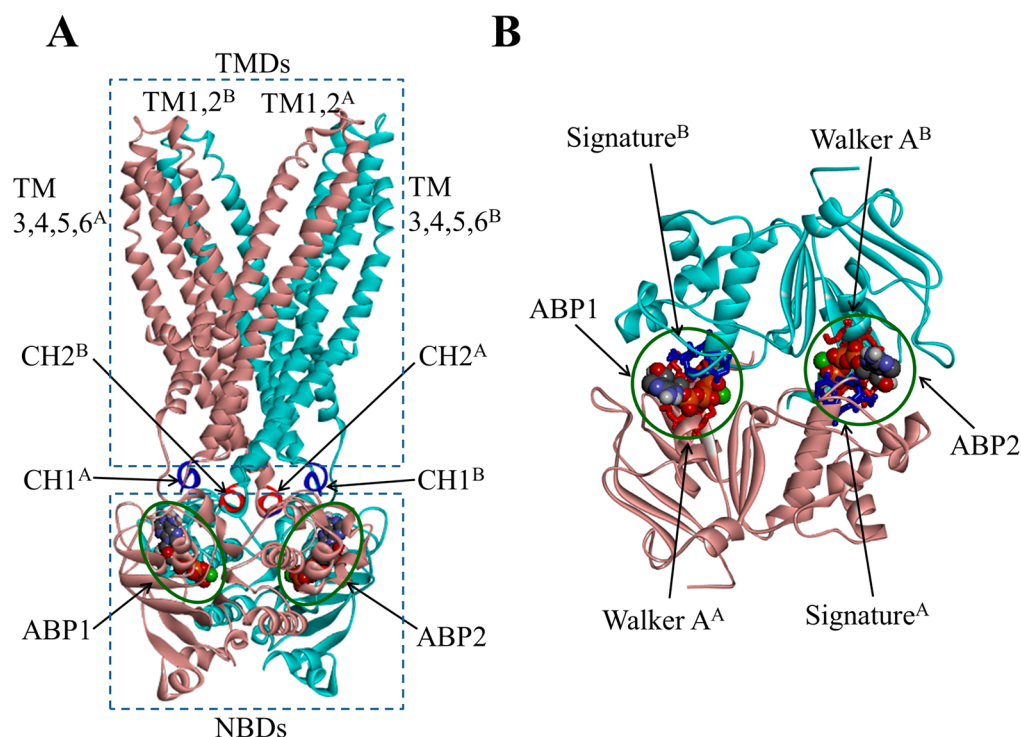 A
TMDs
TM1,2ᴮ
TM1,2ᴬ
TM
3,4,5,6ᴬ
TM
3,4,5,6ᴮ
CH2ᴮ
CH2ᴬ
CH1ᴬ
CH1ᴮ
ABP1
ABP2
NBDs
B
Signatureᴮ
Walker Aᴮ
ABP1
ABP2
Walker Aᴬ
Signatureᴬ